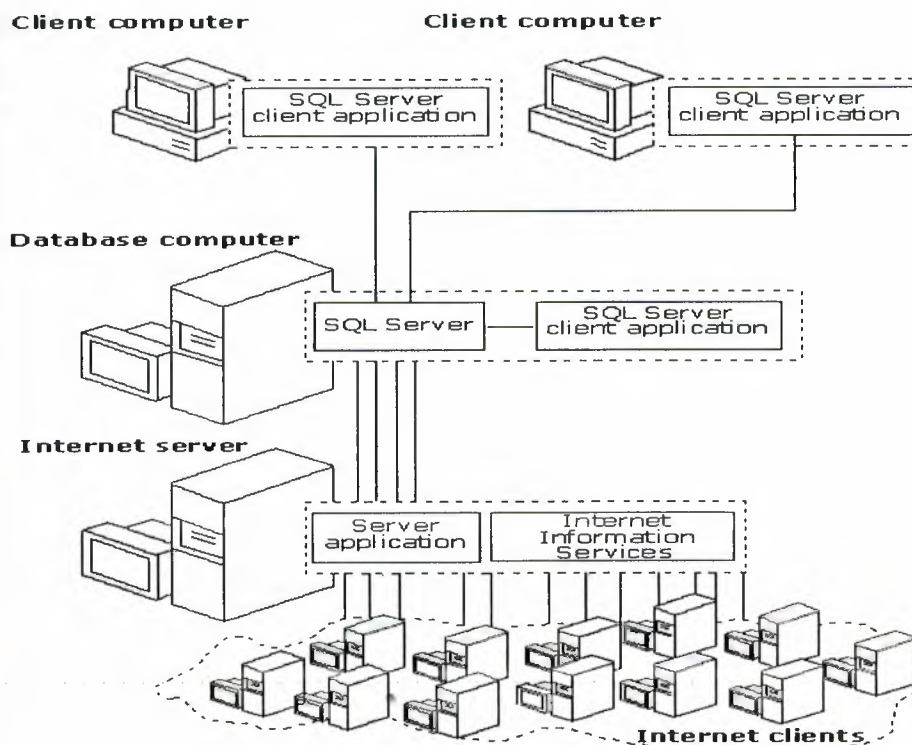 Client computer
Client computer
SQL Server
client application
SQL Server
client application
Database computer
SQL Server
SQL Server
client application
Internet server
Server
application
Internet
Information
Services
Internet clients